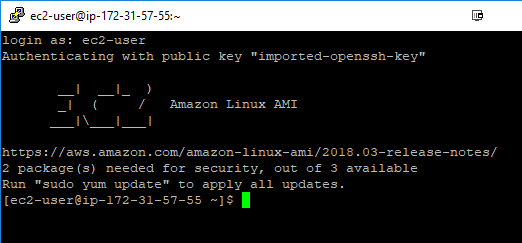 ec2-user@ip-172-31-57-55:~
login as: ec2-user
Authenticating with public key "imported-openssh-key"
       __|  __|_  )
       _|  (     /   Amazon Linux AMI
      ___|\___|___|
https://aws.amazon.com/amazon-linux-ami/2018.03-release-notes/
2 package(s) needed for security, out of 3 available
Run "sudo yum update" to apply all updates.
[ec2-user@ip-172-31-57-55 ~]$